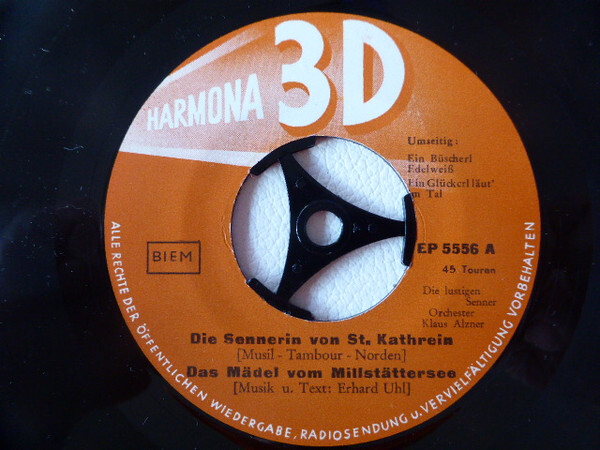 HARMONA 3D
Umseitig:
Ein Büscherl
Edelweiß
Ein Glückerl läut'
im Tal
BIEM
EP 5556 A
45 Touren
Die lustigen
Senner
Orchester
Klaus Alzner
Die Sennerin von St. Kathrein
[Musil - Tambour - Norden]
Das Mädel vom Millstättersee
[Musik u. Text: Erhard Uhl]
ALLE RECHTE DER ÖFFENTLICHEN WIEDERGABE, RADIOSENDUNG u. VERVIELFÄLTIGUNG VORBEHALTEN